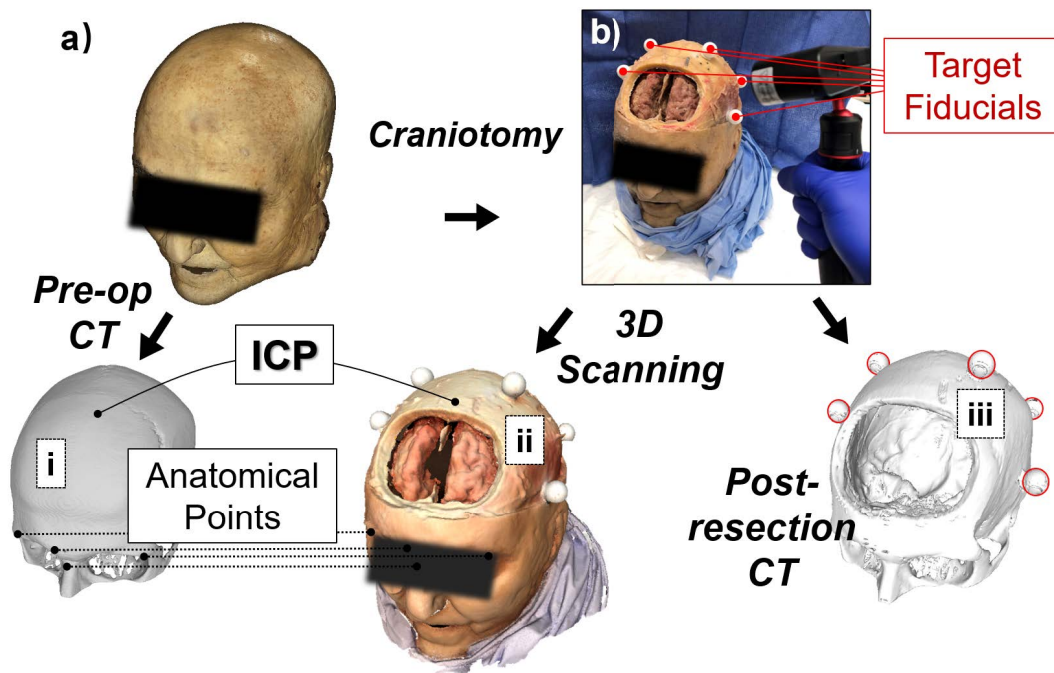 a)
b)
Target
Fiducials
Craniotomy
Pre-op
CT
ICP
3D
Scanning
i
ii
iii
Anatomical
Points
Post-
resection
CT